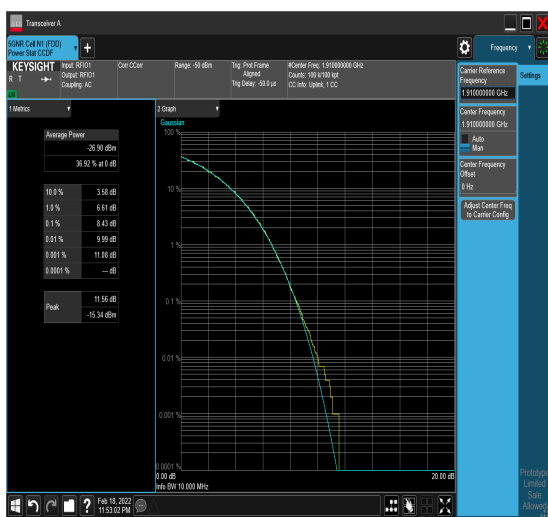 Transceiver A
5GNR Cell N1 (FDD)
Power Stat CCDF
Frequency
KEYSIGHT
R T
LXI
Input: RFIO1
Output: RFIO1
Coupling: AC
Corr CCorr
Range: -50 dBm
Trig: Prot Frame
Aligned
Trig Delay: -50.0 µs
#Center Freq: 1.910000000 GHz
Counts: 100 k/100 kpt
CC Info: Uplink, 1 CC
1 Metrics
Average Power
-26.90 dBm
36.92 % at 0 dB
10.0 % 3.58 dB
1.0 % 6.61 dB
0.1 % 8.43 dB
0.01 % 9.99 dB
0.001 % 11.08 dB
0.0001 % --- dB
Peak
11.56 dB
-15.34 dBm
2 Graph
Gaussian
100 %
10 %
1 %
0.1 %
0.01 %
0.001 %
0.0001 %
0.00 dB
20.00 dB
Info BW 10.000 MHz
Carrier Reference
Frequency
1.910000000 GHz
Center Frequency
1.910000000 GHz
Auto
Man
Center Frequency
Offset
0 Hz
Adjust Center Freq
to Carrier Config
Settings
Prototype
Limited
Sale
Allowed
?
Feb 18, 2022
11:53:02 PM